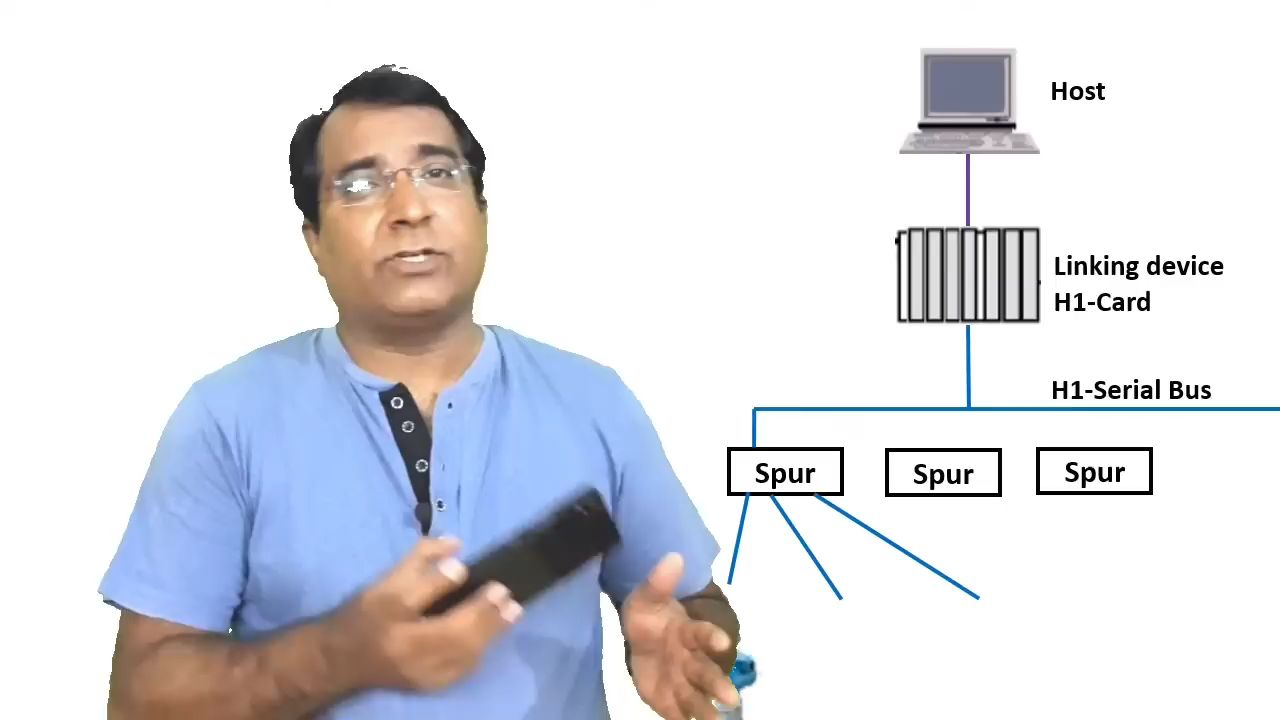 Host
Linking device
H1-Card
H1-Serial Bus
Spur
Spur
Spur